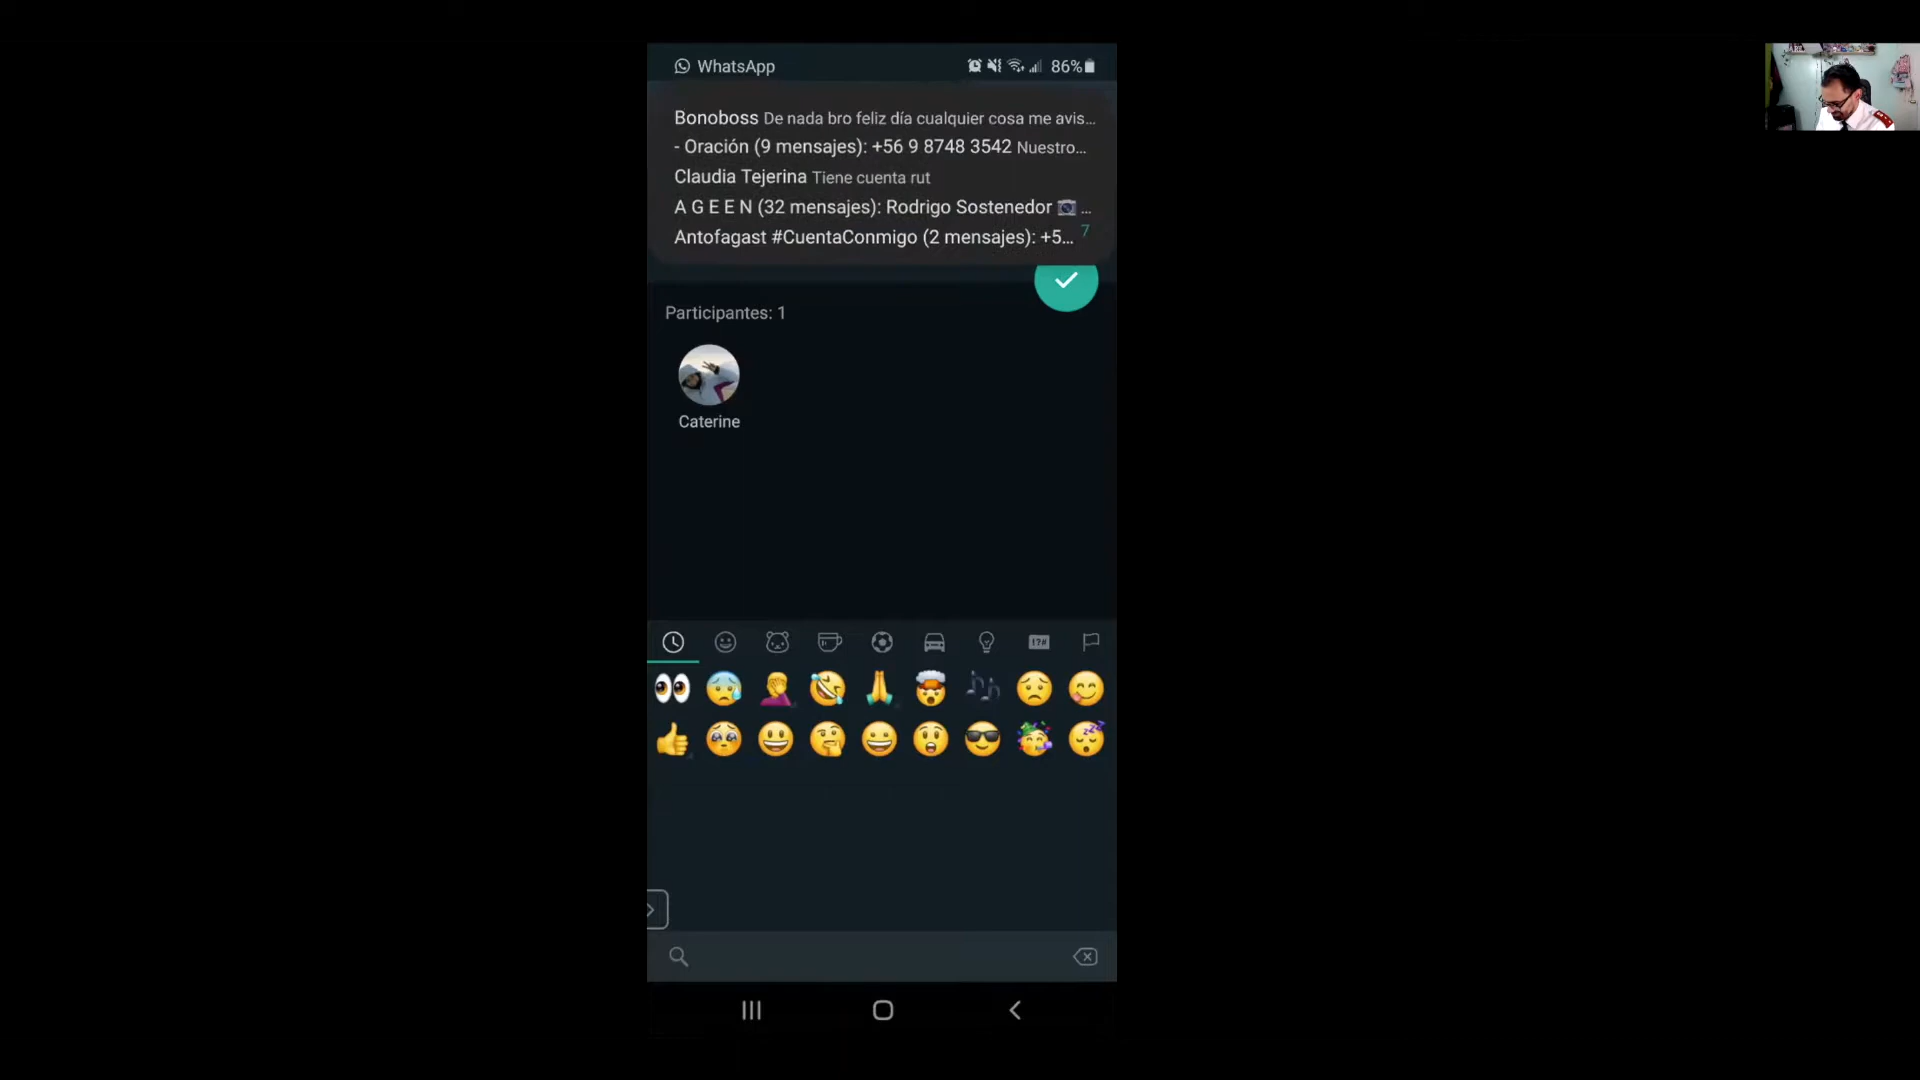 WhatsApp 86%
Bonoboss De nada bro feliz día cualquier cosa me avis...
- Oración (9 mensajes): +56 9 8748 3542 Nuestro...
Claudia Tejerina Tiene cuenta rut
A G E E N (32 mensajes): Rodrigo Sostenedor 📷 ...
Antofagast #CuentaConmigo (2 mensajes): +5...
7
Participantes: 1
Caterine
!?#